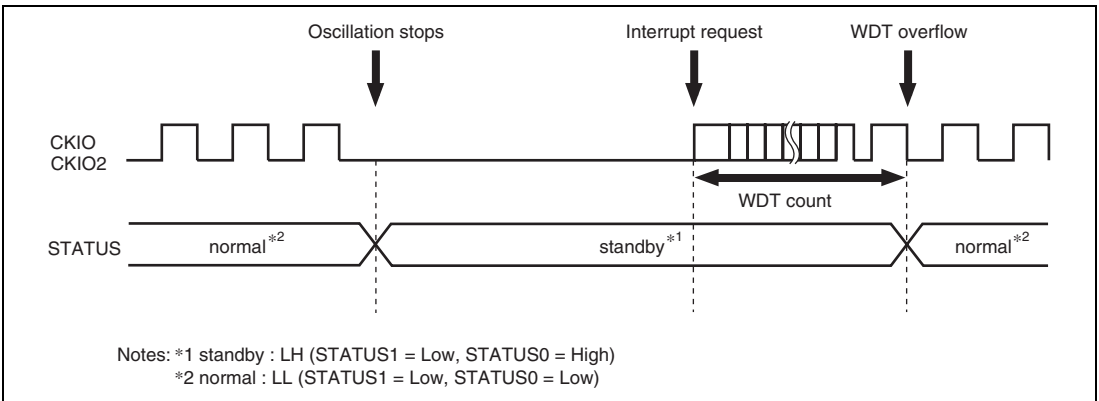 Oscillation stops Interrupt request WDT overflow
CKIO
CKIO2
WDT count
STATUS normal*2 standby*1 normal*2
Notes: *1 standby : LH (STATUS1 = Low, STATUS0 = High)
*2 normal : LL (STATUS1 = Low, STATUS0 = Low)